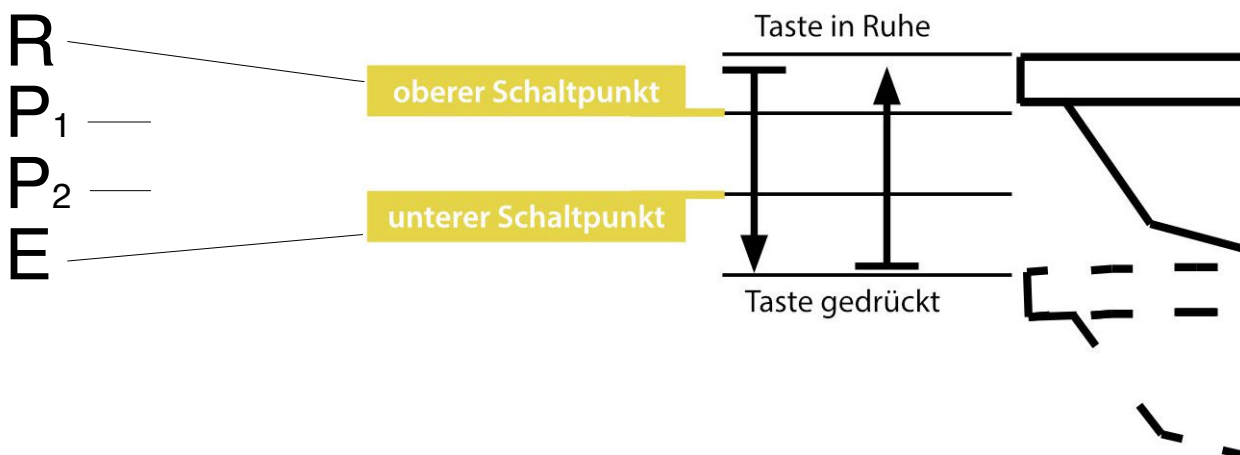 R
P1
P2
E
oberer Schaltpunkt
unterer Schaltpunkt
Taste in Ruhe
Taste gedrückt